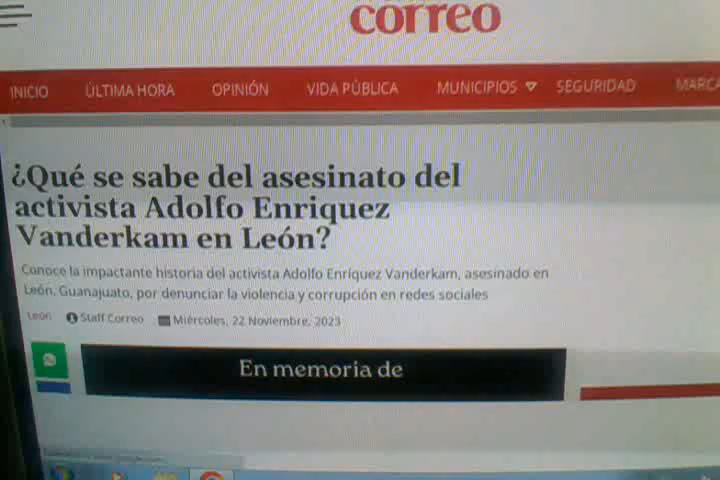 correo
INICIO ÚLTIMA HORA OPINIÓN VIDA PÚBLICA MUNICIPIOS SEGURIDAD MARCA
¿Qué se sabe del asesinato del
activista Adolfo Enriquez
Vanderkam en León?
Conoce la impactante historia del activista Adolfo Enríquez Vanderkam, asesinado en
León, Guanajuato, por denunciar la violencia y corrupción en redes sociales
León Staff Correo Miércoles, 22 Noviembre, 2023
En memoria de